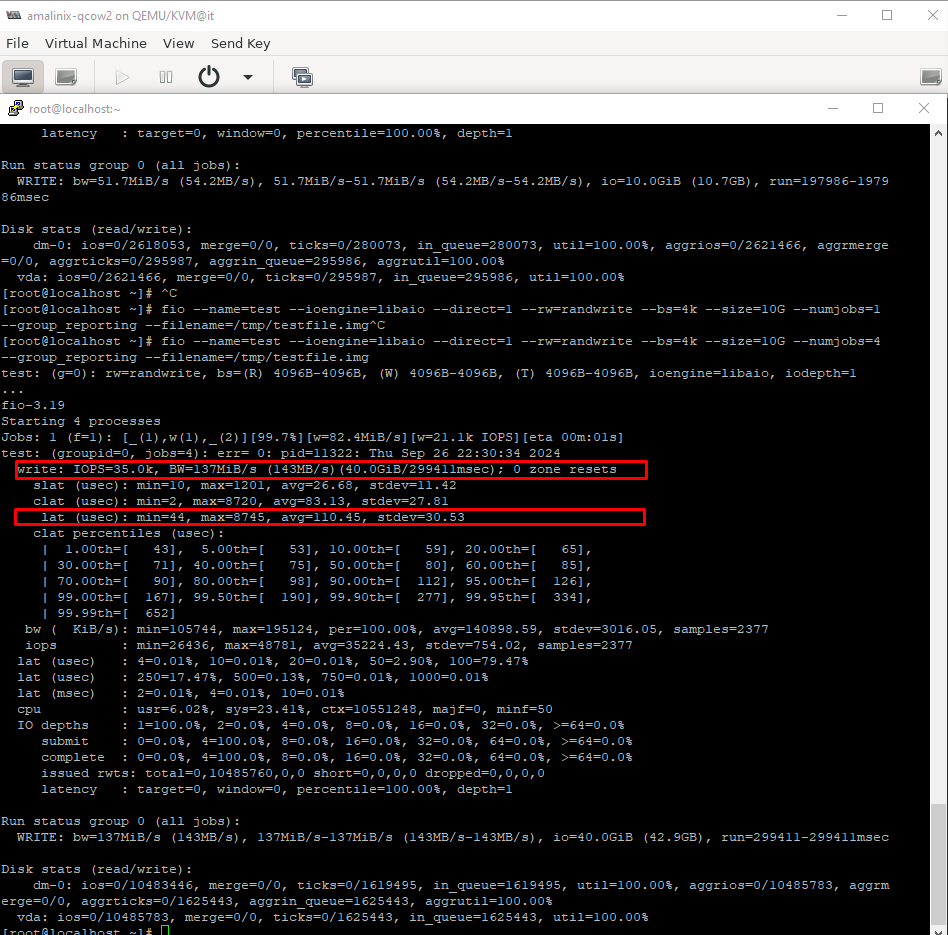 amalinix-qcow2 on QEMU/KVM@it
File Virtual Machine View Send Key
root@localhost:~
     latency   : target=0, window=0, percentile=100.00%, depth=1

Run status group 0 (all jobs):
  WRITE: bw=51.7MiB/s (54.2MB/s), 51.7MiB/s-51.7MiB/s (54.2MB/s-54.2MB/s), io=10.0GiB (10.7GB), run=197986-1979
86msec

Disk stats (read/write):
    dm-0: ios=0/2618053, merge=0/0, ticks=0/280073, in_queue=280073, util=100.00%, aggrios=0/2621466, aggrmerge
=0/0, aggrticks=0/295987, aggrin_queue=295986, aggrutil=100.00%
  vda: ios=0/2621466, merge=0/0, ticks=0/295987, in_queue=295986, util=100.00%
[root@localhost ~]# ^C
[root@localhost ~]# fio --name=test --ioengine=libaio --direct=1 --rw=randwrite --bs=4k --size=10G --numjobs=1
--group_reporting --filename=/tmp/testfile.img^C
[root@localhost ~]# fio --name=test --ioengine=libaio --direct=1 --rw=randwrite --bs=4k --size=10G --numjobs=4
--group_reporting --filename=/tmp/testfile.img
test: (g=0): rw=randwrite, bs=(R) 4096B-4096B, (W) 4096B-4096B, (T) 4096B-4096B, ioengine=libaio, iodepth=1
...
fio-3.19
Starting 4 processes
Jobs: 1 (f=1): [_(1),w(1),_(2)][99.7%][w=82.4MiB/s][w=21.1k IOPS][eta 00m:01s]
test: (groupid=0, jobs=4): err= 0: pid=11322: Thu Sep 26 22:30:34 2024
  write: IOPS=35.0k, BW=137MiB/s (143MB/s)(40.0GiB/299411msec); 0 zone resets
    slat (usec): min=10, max=1201, avg=26.68, stdev=11.42
    clat (usec): min=2, max=8720, avg=83.13, stdev=27.81
     lat (usec): min=44, max=8745, avg=110.45, stdev=30.53
    clat percentiles (usec):
     |  1.00th=[   43],  5.00th=[   53], 10.00th=[   59], 20.00th=[   65],
     | 30.00th=[   71], 40.00th=[   75], 50.00th=[   80], 60.00th=[   85],
     | 70.00th=[   90], 80.00th=[   98], 90.00th=[  112], 95.00th=[  126],
     | 99.00th=[  167], 99.50th=[  190], 99.90th=[  277], 99.95th=[  334],
     | 99.99th=[  652]
   bw (  KiB/s): min=105744, max=195124, per=100.00%, avg=140898.59, stdev=3016.05, samples=2377
   iops        : min=26436, max=48781, avg=35224.43, stdev=754.02, samples=2377
  lat (usec)   : 4=0.01%, 10=0.01%, 20=0.01%, 50=2.90%, 100=79.47%
  lat (usec)   : 250=17.47%, 500=0.13%, 750=0.01%, 1000=0.01%
  lat (msec)   : 2=0.01%, 4=0.01%, 10=0.01%
  cpu          : usr=6.02%, sys=23.41%, ctx=10551248, majf=0, minf=50
  IO depths    : 1=100.0%, 2=0.0%, 4=0.0%, 8=0.0%, 16=0.0%, 32=0.0%, >=64=0.0%
     submit    : 0=0.0%, 4=100.0%, 8=0.0%, 16=0.0%, 32=0.0%, 64=0.0%, >=64=0.0%
     complete  : 0=0.0%, 4=100.0%, 8=0.0%, 16=0.0%, 32=0.0%, 64=0.0%, >=64=0.0%
     issued rwts: total=0,10485760,0,0 short=0,0,0,0 dropped=0,0,0,0
     latency   : target=0, window=0, percentile=100.00%, depth=1

Run status group 0 (all jobs):
  WRITE: bw=137MiB/s (143MB/s), 137MiB/s-137MiB/s (143MB/s-143MB/s), io=40.0GiB (42.9GB), run=299411-299411msec

Disk stats (read/write):
    dm-0: ios=0/10483446, merge=0/0, ticks=0/1619495, in_queue=1619495, util=100.00%, aggrios=0/10485783, aggrm
erge=0/0, aggrticks=0/1625443, aggrin_queue=1625443, aggrutil=100.00%
  vda: ios=0/10485783, merge=0/0, ticks=0/1625443, in_queue=1625443, util=100.00%
[root@localhost ~]#